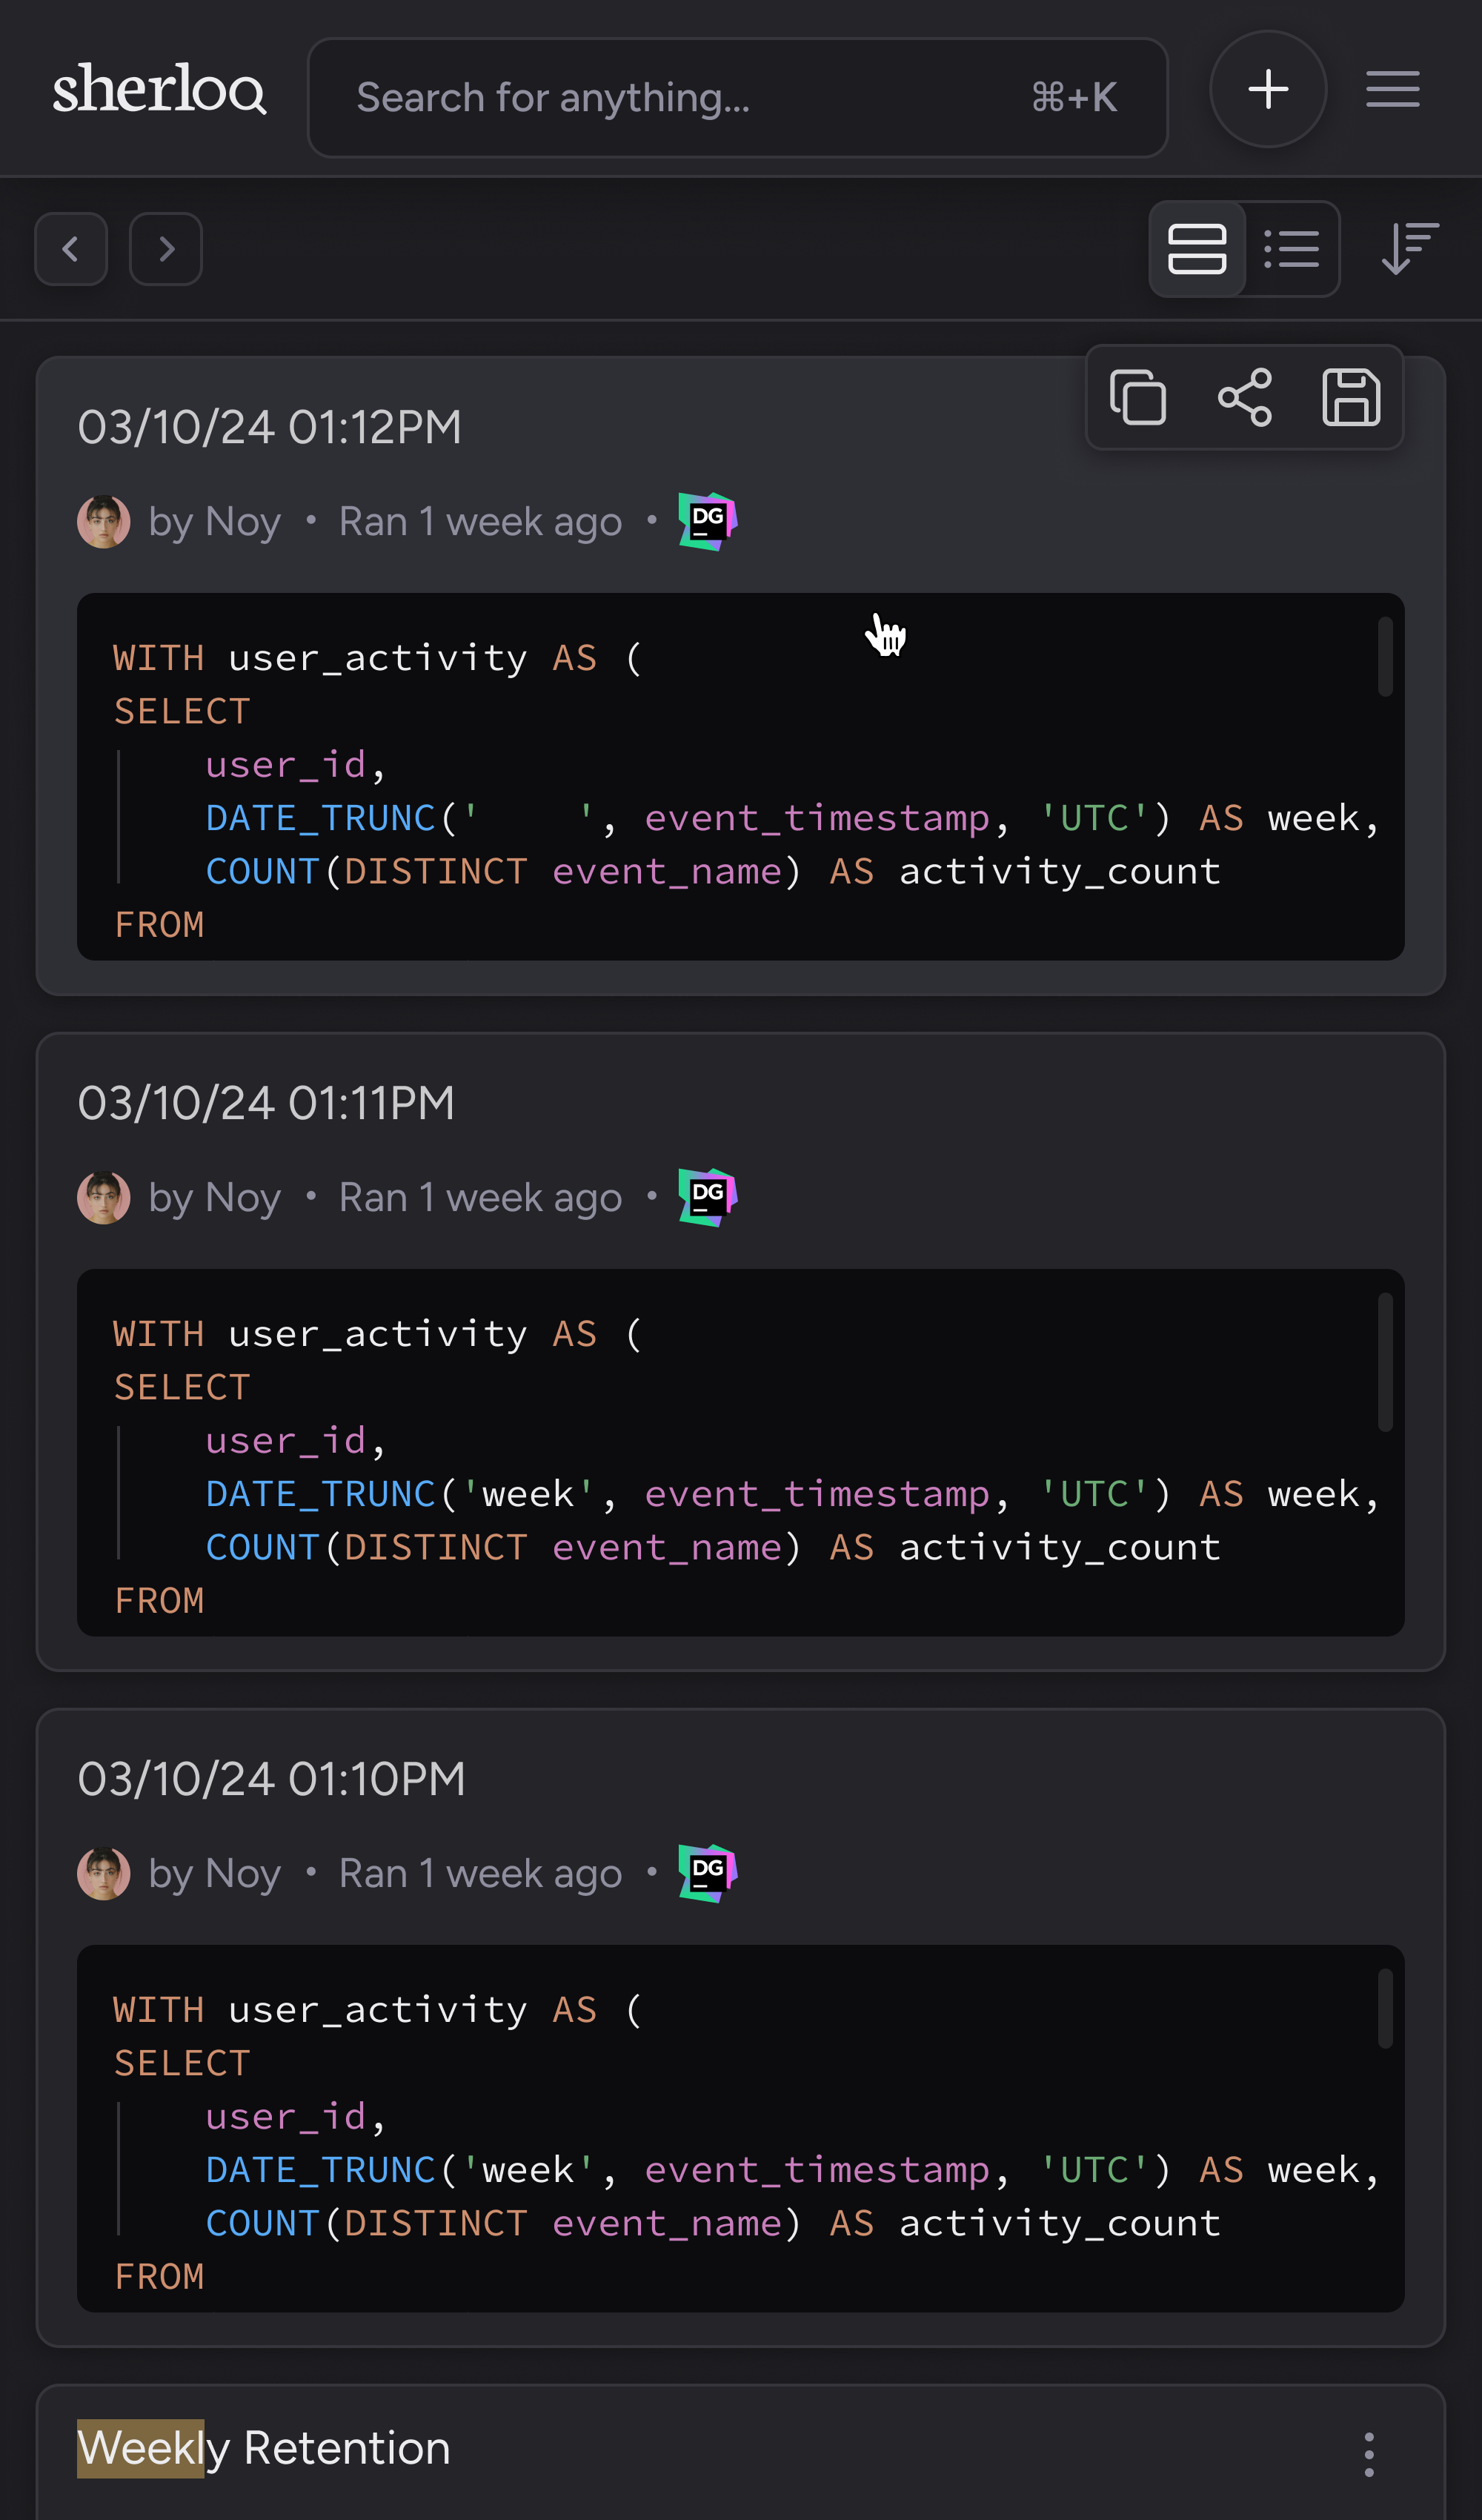 sherloq
Search for anything... ⌘+K
03/10/24 01:12PM
by Noy • Ran 1 week ago • DG
WITH user_activity AS (
SELECT
user_id,
DATE_TRUNC('    ', event_timestamp, 'UTC') AS week,
COUNT(DISTINCT event_name) AS activity_count
FROM
03/10/24 01:11PM
by Noy • Ran 1 week ago • DG
WITH user_activity AS (
SELECT
user_id,
DATE_TRUNC('week', event_timestamp, 'UTC') AS week,
COUNT(DISTINCT event_name) AS activity_count
FROM
03/10/24 01:10PM
by Noy • Ran 1 week ago • DG
WITH user_activity AS (
SELECT
user_id,
DATE_TRUNC('week', event_timestamp, 'UTC') AS week,
COUNT(DISTINCT event_name) AS activity_count
FROM
Weekly Retention